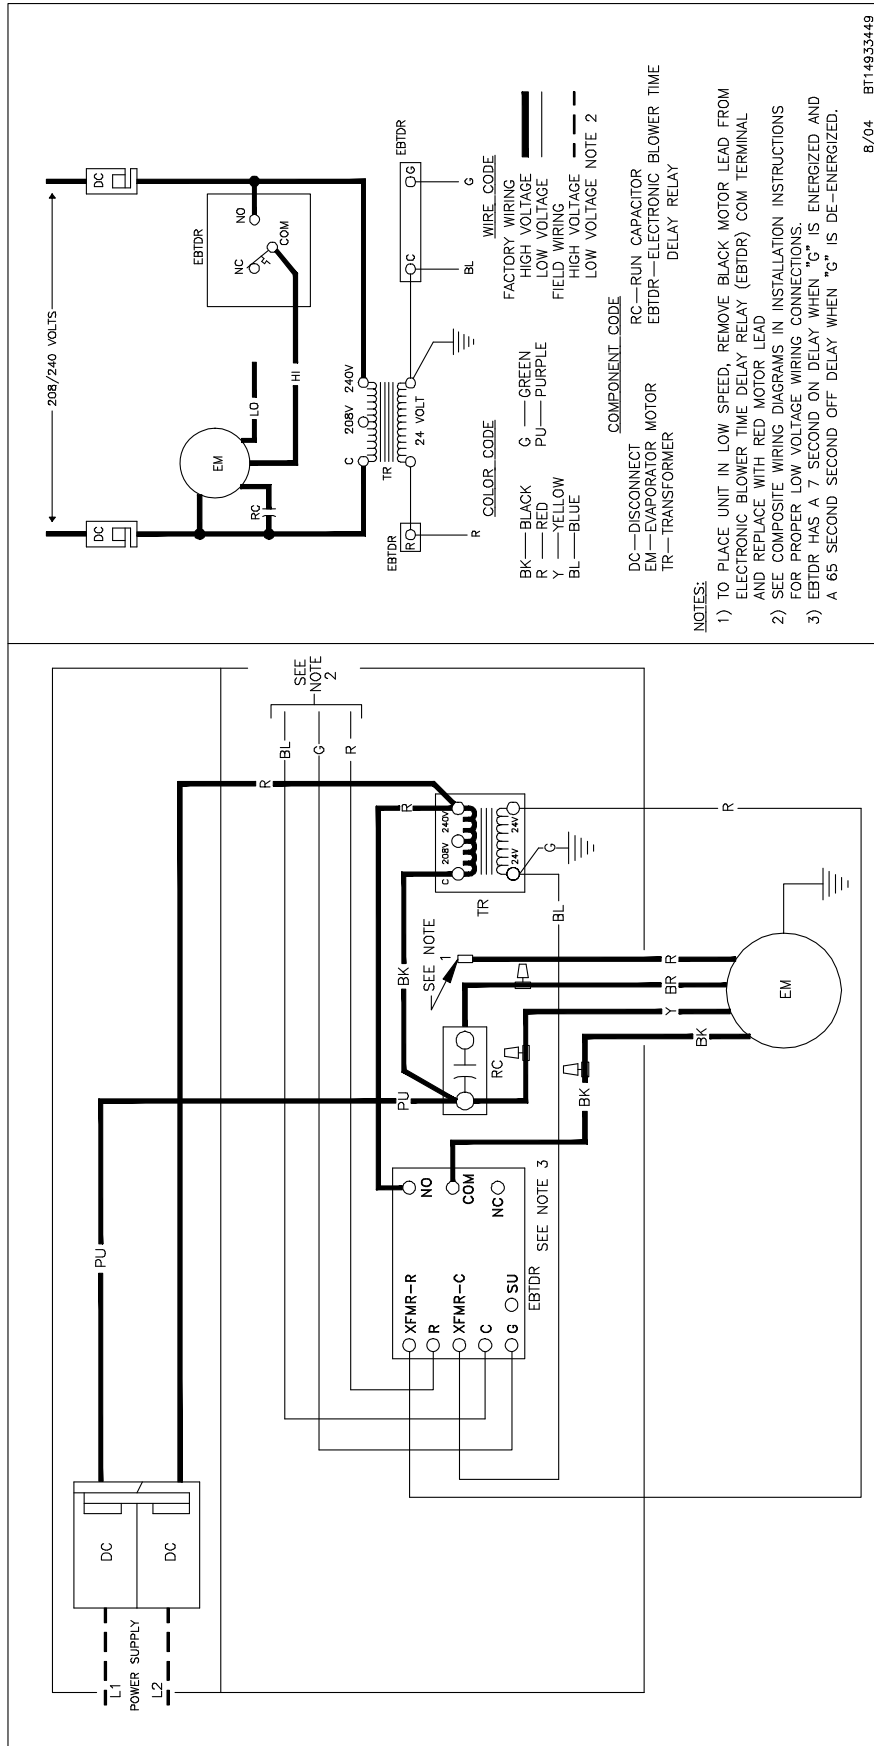 L1
POWER SUPPLY
L2
DC
DC
PU
PU
R
SEE
NOTE
2
BL
G
R
R
C 208V 240V
24V 24V
TR
G
R
BL
BK
SEE NOTE
1
RC
R
BR
Y
BK
BK
EM
NO
COM
NC
XFMR-R
R
XFMR-C
C
G
SU
EBTDR SEE NOTE 3
208/240 VOLTS
DC
DC
EBTDR
NC
NO
COM
EM
LO
HI
RC
C 208V 240V
TR
24 VOLT
EBTDR
R
R
EBTDR
C G
BL G
COLOR CODE
BK—BLACK
R—RED
Y—YELLOW
BL—BLUE
G—GREEN
PU—PURPLE
WIRE CODE
FACTORY WIRING
HIGH VOLTAGE
LOW VOLTAGE
FIELD WIRING
HIGH VOLTAGE
LOW VOLTAGE NOTE 2
COMPONENT CODE
DC—DISCONNECT
EM—EVAPORATOR MOTOR
TR—TRANSFORMER
RC—RUN CAPACITOR
EBTDR—ELECTRONIC BLOWER TIME
DELAY RELAY
NOTES:
1) TO PLACE UNIT IN LOW SPEED, REMOVE BLACK MOTOR LEAD FROM
ELECTRONIC BLOWER TIME DELAY RELAY (EBTDR) COM TERMINAL
AND REPLACE WITH RED MOTOR LEAD
2) SEE COMPOSITE WIRING DIAGRAMS IN INSTALLATION INSTRUCTIONS
FOR PROPER LOW VOLTAGE WIRING CONNECTIONS.
3) EBTDR HAS A 7 SECOND ON DELAY WHEN "G" IS ENERGIZED AND
A 65 SECOND SECOND OFF DELAY WHEN "G" IS DE-ENERGIZED.
8/04 BT14933449